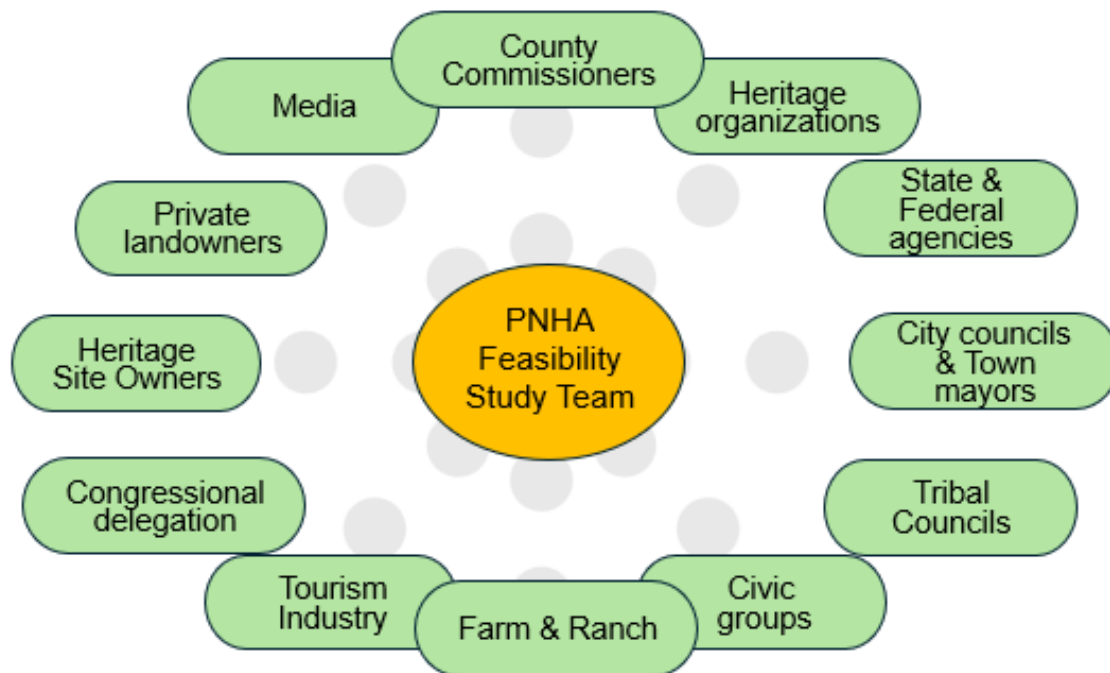 County
Commissioners
Media
Heritage
organizations
Private
landowners
State &
Federal
agencies
Heritage
Site Owners
PNHA
Feasibility
Study Team
City councils
& Town
mayors
Congressional
delegation
Tribal
Councils
Tourism
Industry
Farm & Ranch
Civic
groups